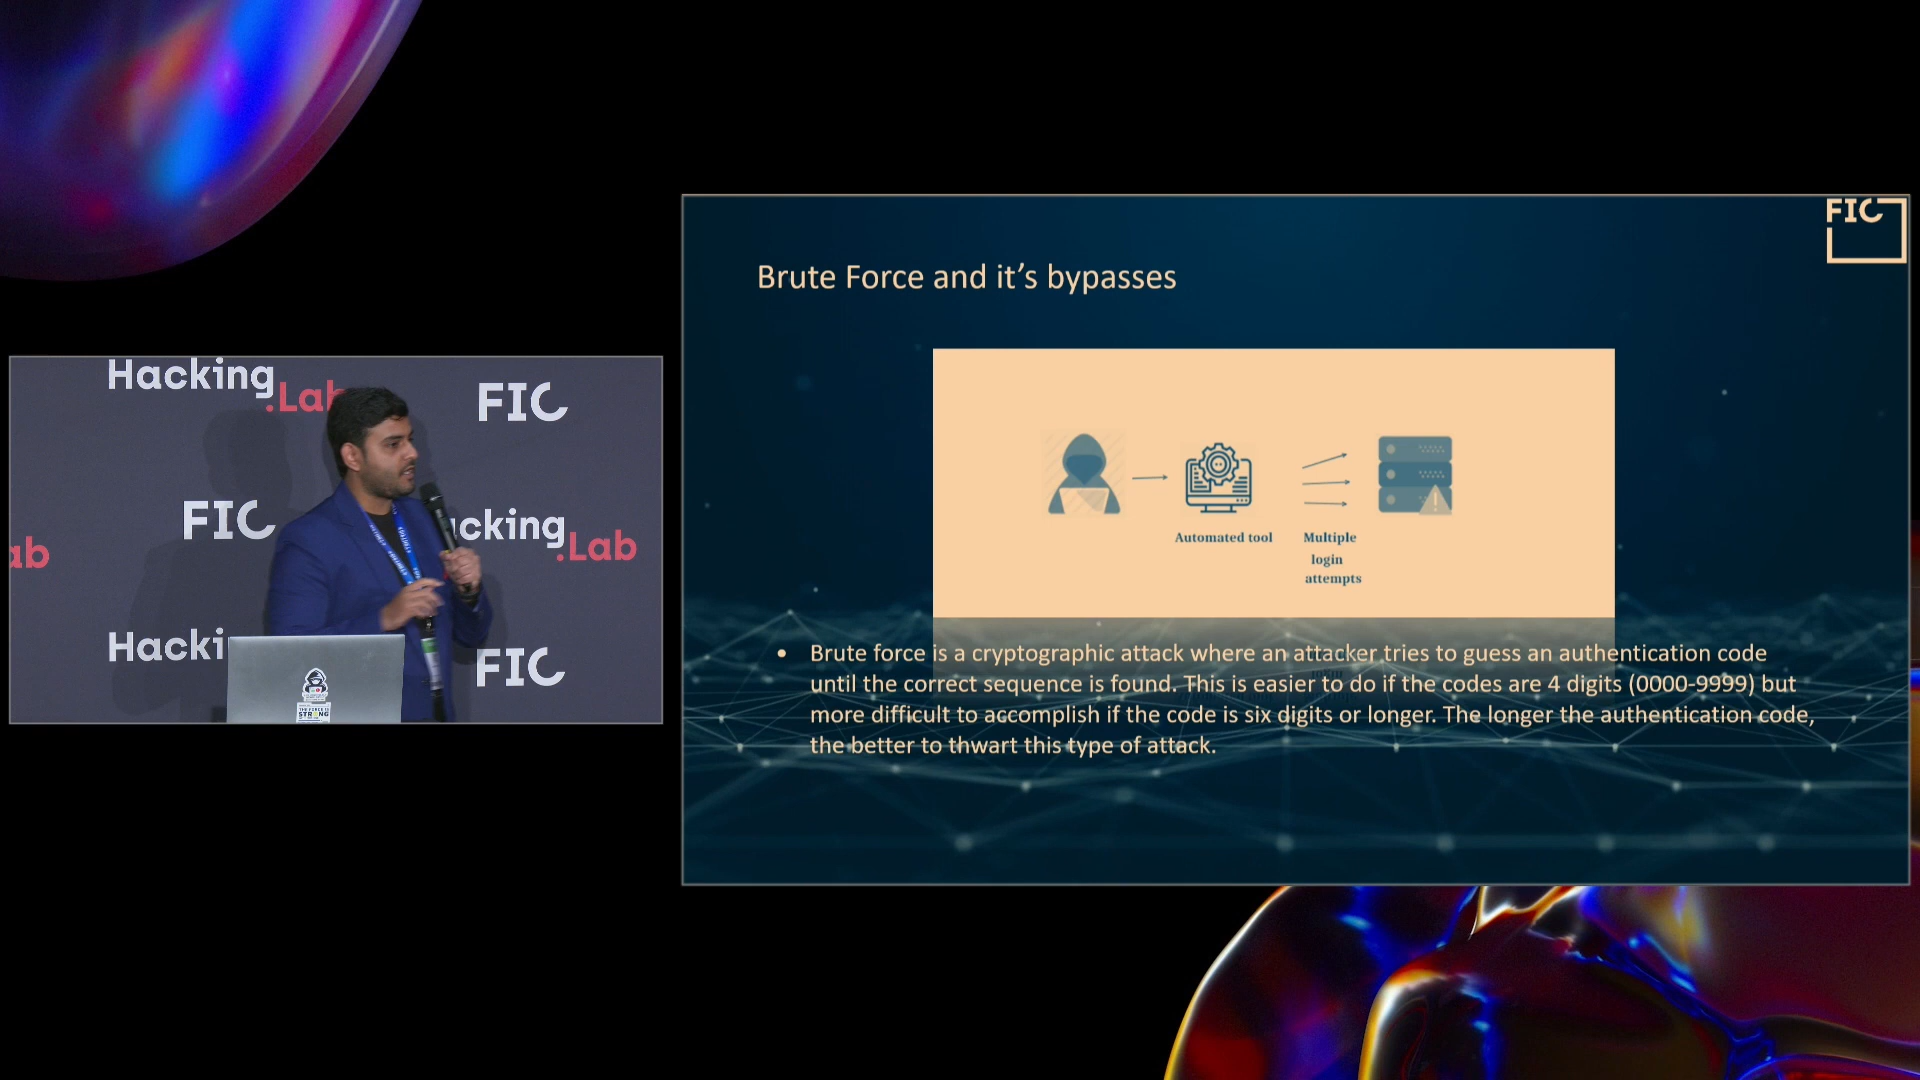 FIC
Brute Force and it's bypasses
Automated tool
Multiple
login
attempts
• Brute force is a cryptographic attack where an attacker tries to guess an authentication code
until the correct sequence is found. This is easier to do if the codes are 4 digits (0000-9999) but
more difficult to accomplish if the code is six digits or longer. The longer the authentication code,
the better to thwart this type of attack.
Hacking
.Lab
FIC
FIC
cking
.Lab
ab
Hacki
FIC
STRONG